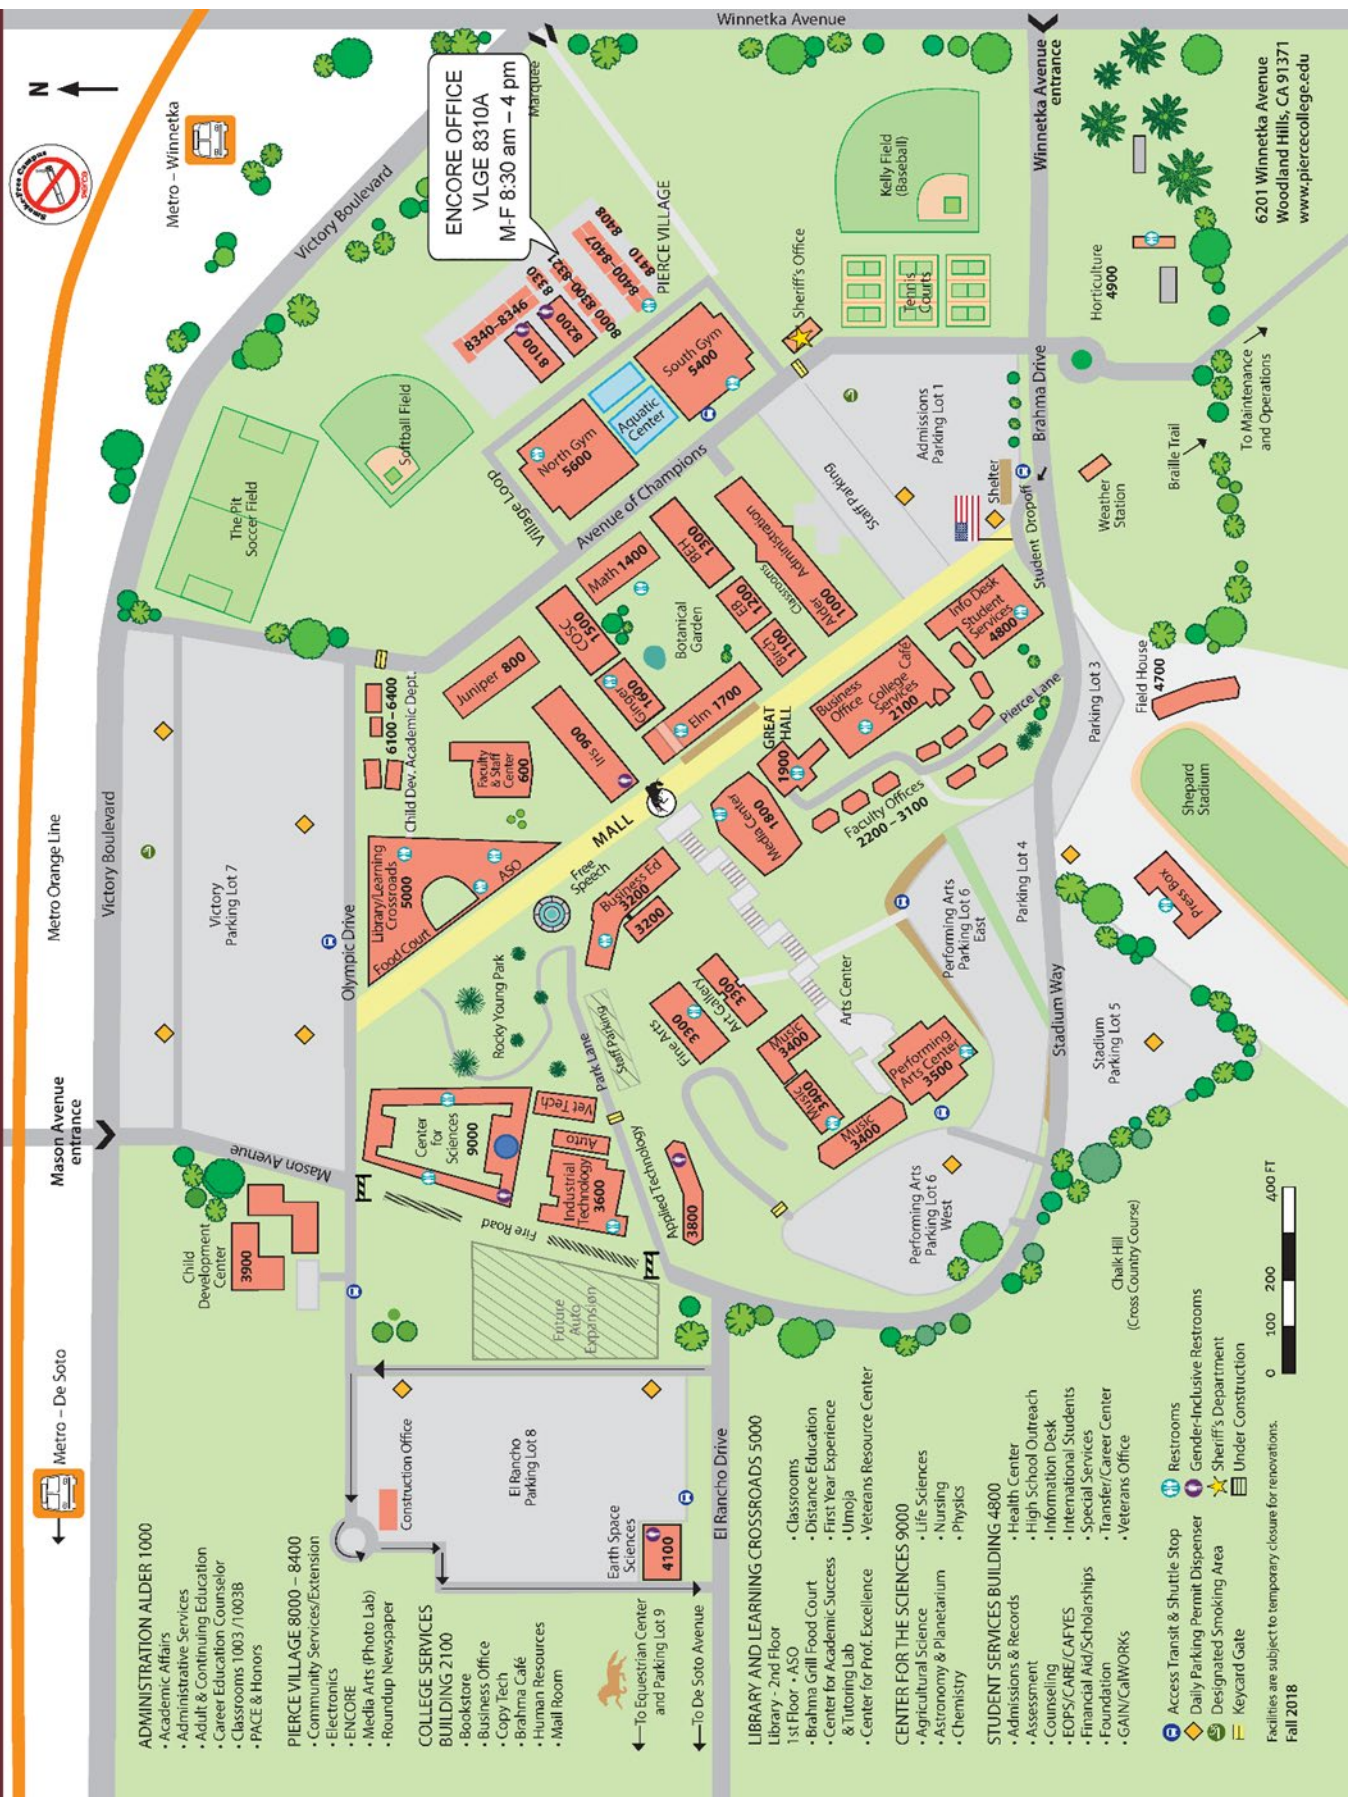 Smoke-Free Campus
PIERCE
N
Metro – De Soto
Mason Avenue
entrance
Metro Orange Line
Metro – Winnetka
Victory Boulevard
Victory Boulevard
Winnetka Avenue
Marquee
ENCORE OFFICE
VLGE 8310A
M-F 8:30 am – 4 pm
Winnetka Avenue
entrance
6201 Winnetka Avenue
Woodland Hills, CA 91371
www.piercecollege.edu
Child
Development
Center
3900
Mason Avenue
Victory
Parking Lot 7
The Pit
Soccer Field
Softball Field
8340–8346
8330
8100
8200
8000
8300-8321
8400–8407
8408
8410
PIERCE VILLAGE
Kelly Field
(Baseball)
Tennis
Courts
Sheriff's Office
Horticulture
4900
Olympic Drive
Village Loop
North Gym
5600
Aquatic
Center
South Gym
5400
Avenue of Champions
Admissions
Parking Lot 1
Staff Parking
Brahma Drive
Shelter
Student Dropoff
Weather
Station
Braille Trail
To Maintenance
and Operations
6100 – 6400
Child Dev. Academic Dept.
Library/Learning
Crossroads
5000
Food Court
ASO
Faculty
& Staff
Center
600
Juniper 800
Iris 900
COSC
1500
Math 1400
Ginger
1600
Elm 1700
Botanical
Garden
BEH
1300
EB
1200
Birch
1100
Classrooms
Administration
Alder
1000
MALL
Free
Speech
GREAT
HALL
1900
Media Center
1800
Business
Office
College
Services
2100
Café
Info Desk
Student
Services
4800
Pierce Lane
Faculty Offices
2200 – 3100
Parking Lot 3
Field House
4700
Shepard
Stadium
Press Box
Parking Lot 4
Performing Arts
Parking Lot 6
East
Stadium Way
Stadium
Parking Lot 5
Business Ed
3200
3200
Rocky Young Park
Park Lane
Staff Parking
Fine Arts
3300
Art Gallery
3300
Arts Center
Music
3400
Music
3400
Music
3400
Performing
Arts Center
3500
Center
for
Sciences
9000
Vet Tech
Auto
Industrial
Technology
3600
Applied Technology
3800
Fire Road
Future
Auto
Expansion
Performing Arts
Parking Lot 6
West
Chalk Hill
(Cross Country Course)
Construction Office
El Rancho
Parking Lot 8
Earth Space
Sciences
4100
El Rancho Drive
To Equestrian Center
and Parking Lot 9
To De Soto Avenue
ADMINISTRATION ALDER 1000
• Academic Affairs
• Administrative Services
• Adult & Continuing Education
• Career Education Counselor
• Classrooms 1003 /1003B
• PACE & Honors
PIERCE VILLAGE 8000 – 8400
• Community Services/Extension
• Electronics
• ENCORE
• Media Arts (Photo Lab)
• Roundup Newspaper
COLLEGE SERVICES
BUILDING 2100
• Bookstore
• Business Office
• Copy Tech
• Brahma Café
• Human Resources
• Mail Room
LIBRARY AND LEARNING CROSSROADS 5000
Library - 2nd Floor
1st Floor • ASO
• Brahma Grill Food Court
• Center for Academic Success
& Tutoring Lab
• Center for Prof. Excellence
• Classrooms
• Distance Education
• First Year Experience
• Umoja
• Veterans Resource Center
CENTER FOR THE SCIENCES 9000
• Agricultural Science
• Astronomy & Planetarium
• Chemistry
• Life Sciences
• Nursing
• Physics
STUDENT SERVICES BUILDING 4800
• Admissions & Records
• Assessment
• Counseling
• EOPS/CARE/CAFYES
• Financial Aid/Scholarships
• Foundation
• GAIN/CalWORKs
• Health Center
• High School Outreach
• Information Desk
• International Students
• Special Services
• Transfer/Career Center
• Veterans Office
Access Transit & Shuttle Stop
Daily Parking Permit Dispenser
Designated Smoking Area
Keycard Gate
Restrooms
Gender-Inclusive Restrooms
Sheriff's Department
Under Construction
Facilities are subject to temporary closure for renovations.
Fall 2018
0 100 200 400 FT